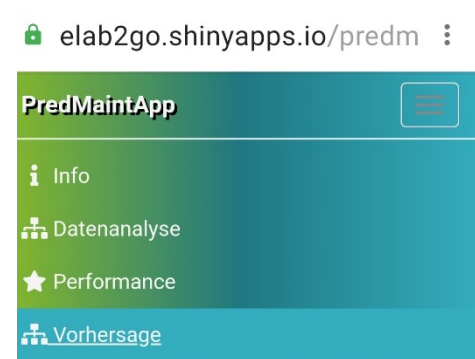 elab2go.shinyapps.io/predm
PredMaintApp
Info
Datenanalyse
Performance
Vorhersage